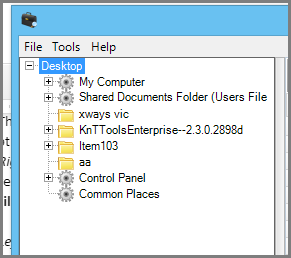 File Tools Help
Desktop
My Computer
Shared Documents Folder (Users File
xways vic
KnTToolsEnterprise--2.3.0.2898d
Item103
aa
Control Panel
Common Places